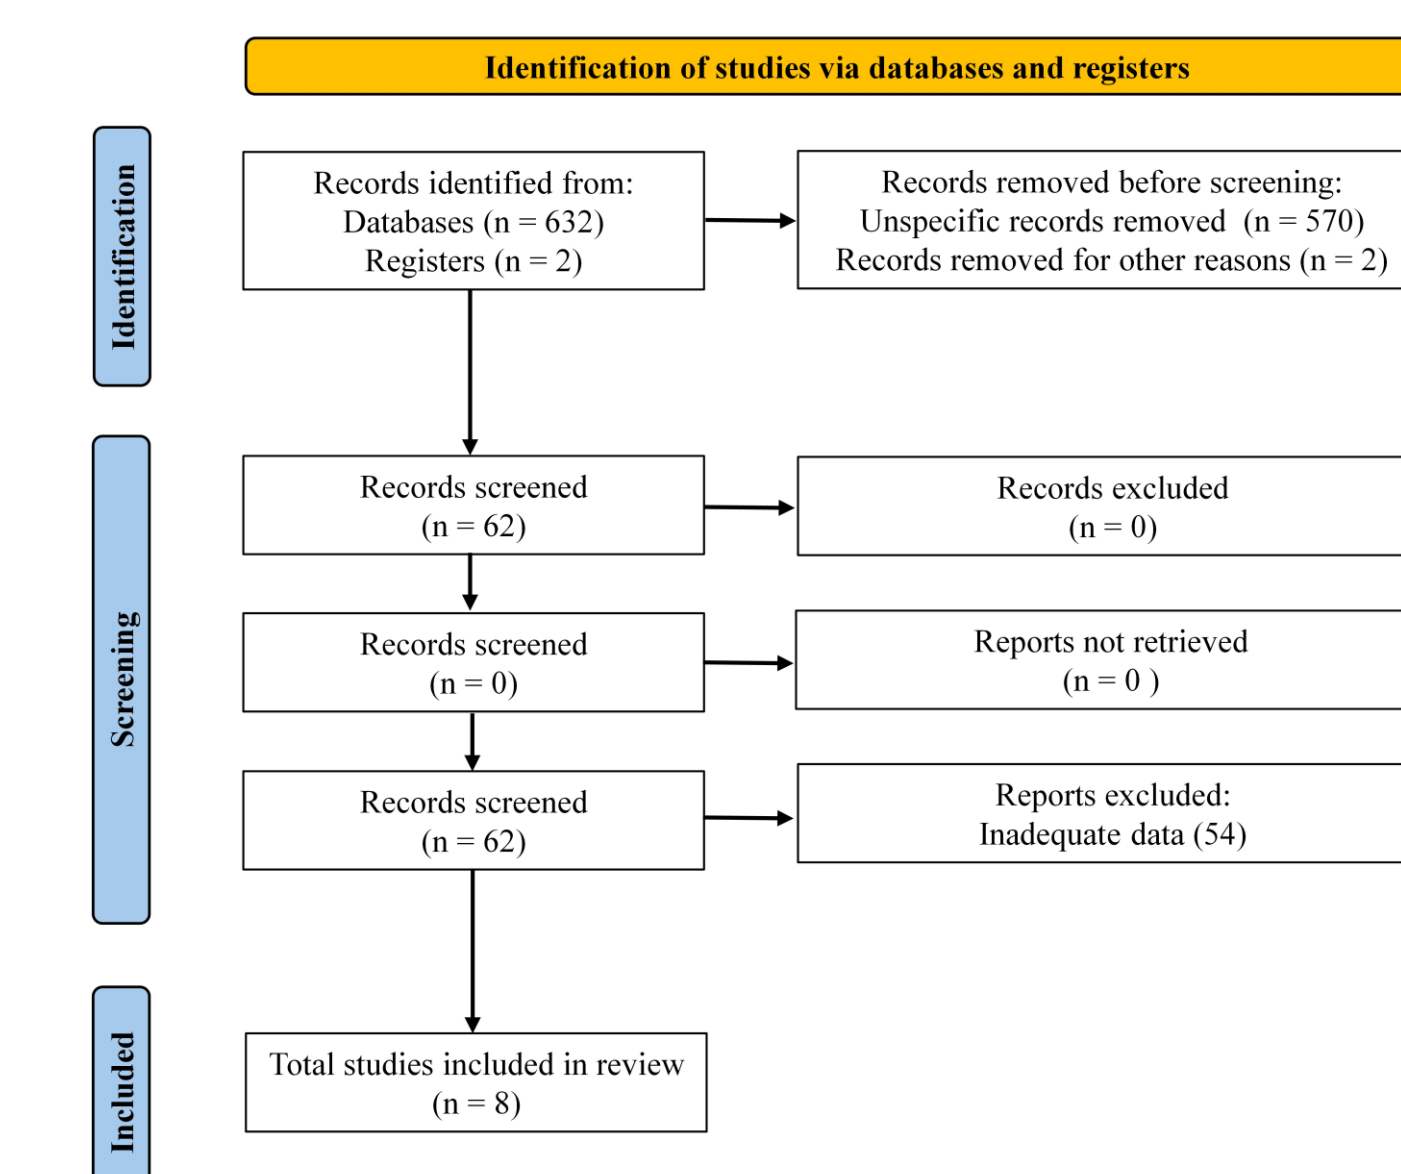 Identification of studies via databases and registers
Identification
Records identified from:
Databases (n = 632)
Registers (n = 2)
Records removed before screening:
Unspecific records removed  (n = 570)
Records removed for other reasons (n = 2)
Screening
Records screened
(n = 62)
Records excluded
(n = 0)
Records screened
(n = 0)
Reports not retrieved
(n = 0 )
Records screened
(n = 62)
Reports excluded:
Inadequate data (54)
Included
Total studies included in review
(n = 8)